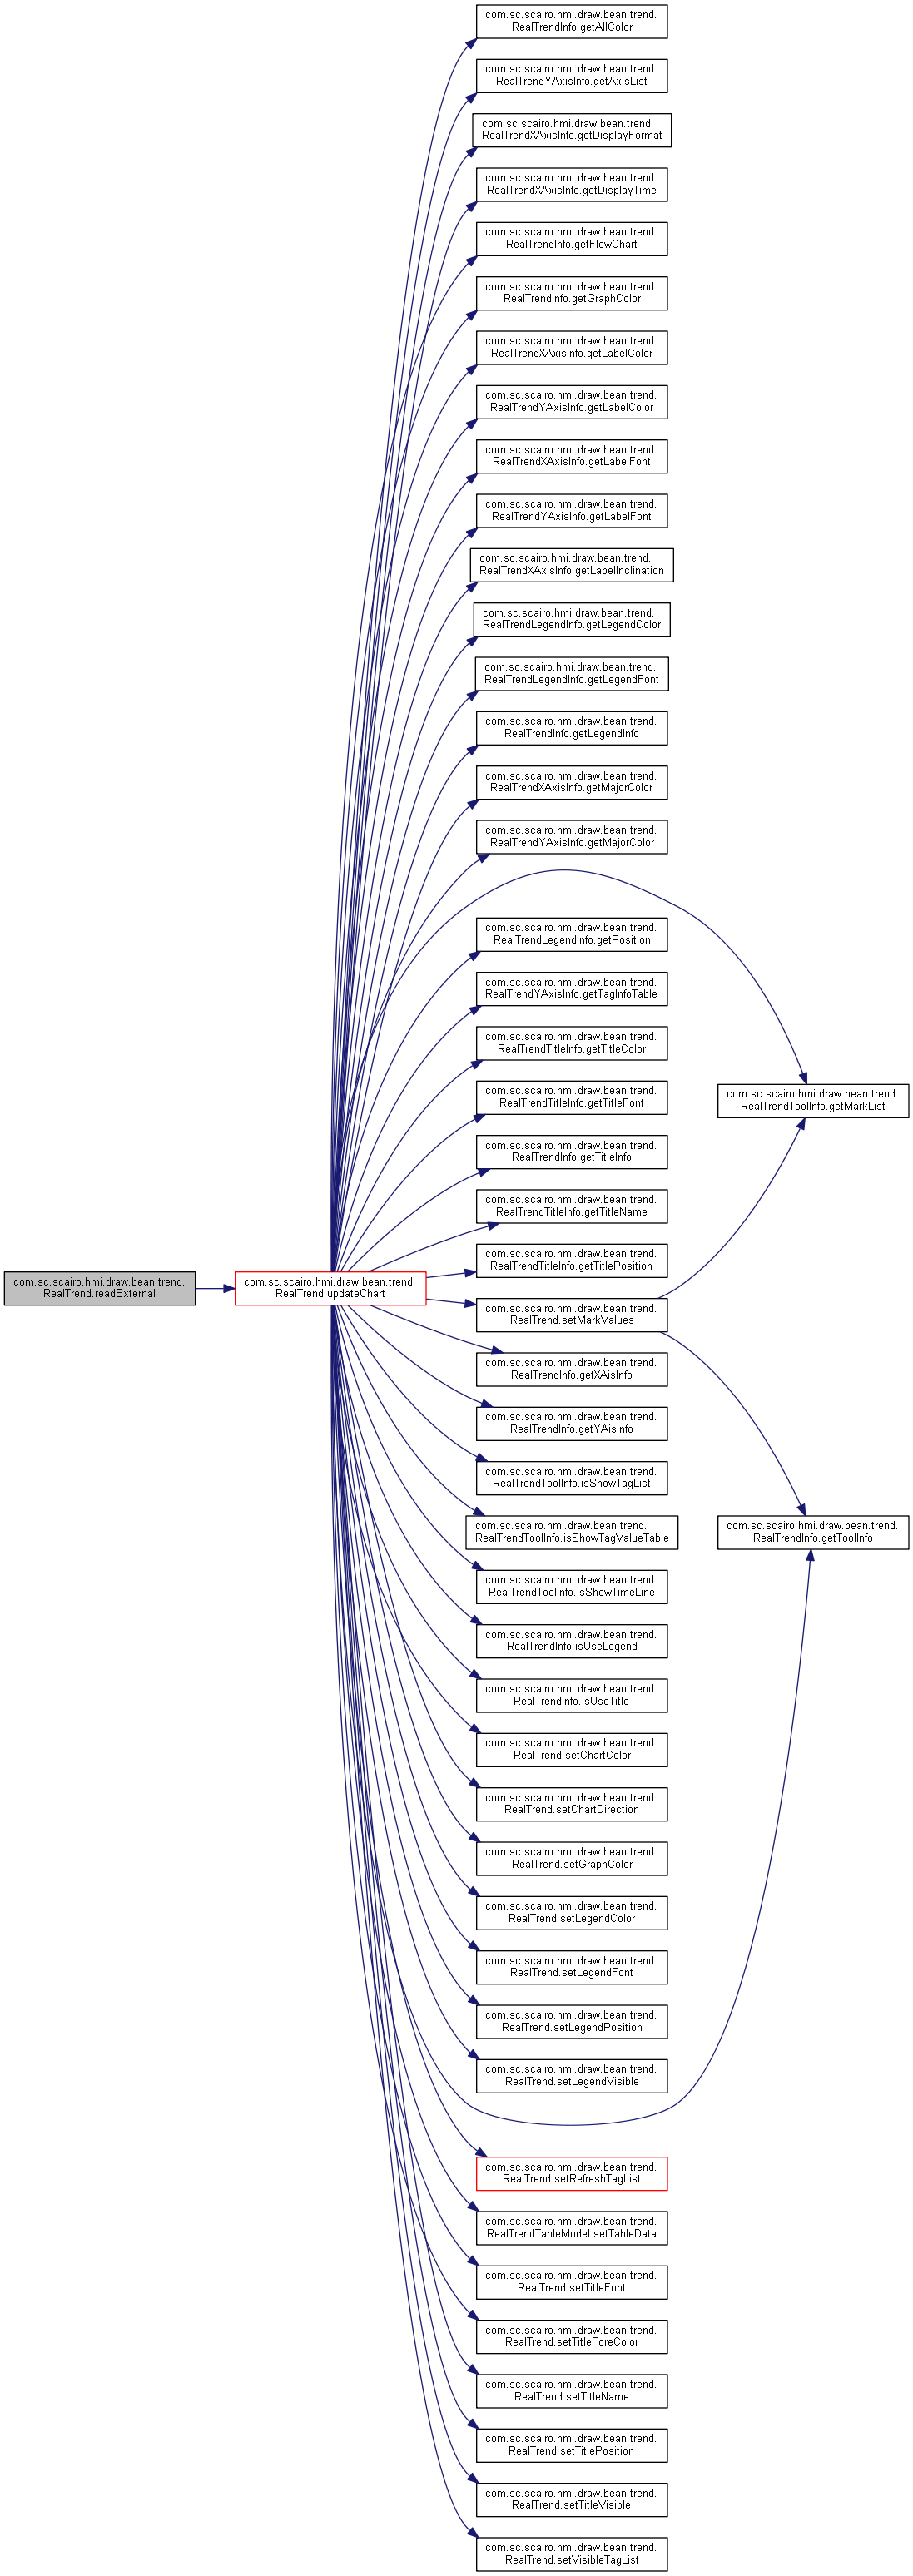 com.sc.scairo.hmi.draw.bean.trend.
RealTrendInfo.getAllColor
com.sc.scairo.hmi.draw.bean.trend.
RealTrendYAxisInfo.getAxisList
com.sc.scairo.hmi.draw.bean.trend.
RealTrendXAxisInfo.getDisplayFormat
com.sc.scairo.hmi.draw.bean.trend.
RealTrendXAxisInfo.getDisplayTime
com.sc.scairo.hmi.draw.bean.trend.
RealTrendInfo.getFlowChart
com.sc.scairo.hmi.draw.bean.trend.
RealTrendInfo.getGraphColor
com.sc.scairo.hmi.draw.bean.trend.
RealTrendXAxisInfo.getLabelColor
com.sc.scairo.hmi.draw.bean.trend.
RealTrendYAxisInfo.getLabelColor
com.sc.scairo.hmi.draw.bean.trend.
RealTrendXAxisInfo.getLabelFont
com.sc.scairo.hmi.draw.bean.trend.
RealTrendYAxisInfo.getLabelFont
com.sc.scairo.hmi.draw.bean.trend.
RealTrendXAxisInfo.getLabelInclination
com.sc.scairo.hmi.draw.bean.trend.
RealTrendLegendInfo.getLegendColor
com.sc.scairo.hmi.draw.bean.trend.
RealTrendLegendInfo.getLegendFont
com.sc.scairo.hmi.draw.bean.trend.
RealTrendInfo.getLegendInfo
com.sc.scairo.hmi.draw.bean.trend.
RealTrendXAxisInfo.getMajorColor
com.sc.scairo.hmi.draw.bean.trend.
RealTrendYAxisInfo.getMajorColor
com.sc.scairo.hmi.draw.bean.trend.
RealTrendLegendInfo.getPosition
com.sc.scairo.hmi.draw.bean.trend.
RealTrendYAxisInfo.getTagInfoTable
com.sc.scairo.hmi.draw.bean.trend.
RealTrendTitleInfo.getTitleColor
com.sc.scairo.hmi.draw.bean.trend.
RealTrendTitleInfo.getTitleFont
com.sc.scairo.hmi.draw.bean.trend.
RealTrendToolInfo.getMarkList
com.sc.scairo.hmi.draw.bean.trend.
RealTrendInfo.getTitleInfo
com.sc.scairo.hmi.draw.bean.trend.
RealTrendTitleInfo.getTitleName
com.sc.scairo.hmi.draw.bean.trend.
RealTrendTitleInfo.getTitlePosition
com.sc.scairo.hmi.draw.bean.trend.
RealTrend.readExternal
com.sc.scairo.hmi.draw.bean.trend.
RealTrend.updateChart
com.sc.scairo.hmi.draw.bean.trend.
RealTrend.setMarkValues
com.sc.scairo.hmi.draw.bean.trend.
RealTrendInfo.getXAisInfo
com.sc.scairo.hmi.draw.bean.trend.
RealTrendInfo.getYAisInfo
com.sc.scairo.hmi.draw.bean.trend.
RealTrendToolInfo.isShowTagList
com.sc.scairo.hmi.draw.bean.trend.
RealTrendToolInfo.isShowTagValueTable
com.sc.scairo.hmi.draw.bean.trend.
RealTrendInfo.getToolInfo
com.sc.scairo.hmi.draw.bean.trend.
RealTrendToolInfo.isShowTimeLine
com.sc.scairo.hmi.draw.bean.trend.
RealTrendInfo.isUseLegend
com.sc.scairo.hmi.draw.bean.trend.
RealTrendInfo.isUseTitle
com.sc.scairo.hmi.draw.bean.trend.
RealTrend.setChartColor
com.sc.scairo.hmi.draw.bean.trend.
RealTrend.setChartDirection
com.sc.scairo.hmi.draw.bean.trend.
RealTrend.setGraphColor
com.sc.scairo.hmi.draw.bean.trend.
RealTrend.setLegendColor
com.sc.scairo.hmi.draw.bean.trend.
RealTrend.setLegendFont
com.sc.scairo.hmi.draw.bean.trend.
RealTrend.setLegendPosition
com.sc.scairo.hmi.draw.bean.trend.
RealTrend.setLegendVisible
com.sc.scairo.hmi.draw.bean.trend.
RealTrend.setRefreshTagList
com.sc.scairo.hmi.draw.bean.trend.
RealTrendTableModel.setTableData
com.sc.scairo.hmi.draw.bean.trend.
RealTrend.setTitleFont
com.sc.scairo.hmi.draw.bean.trend.
RealTrend.setTitleForeColor
com.sc.scairo.hmi.draw.bean.trend.
RealTrend.setTitleName
com.sc.scairo.hmi.draw.bean.trend.
RealTrend.setTitlePosition
com.sc.scairo.hmi.draw.bean.trend.
RealTrend.setTitleVisible
com.sc.scairo.hmi.draw.bean.trend.
RealTrend.setVisibleTagList